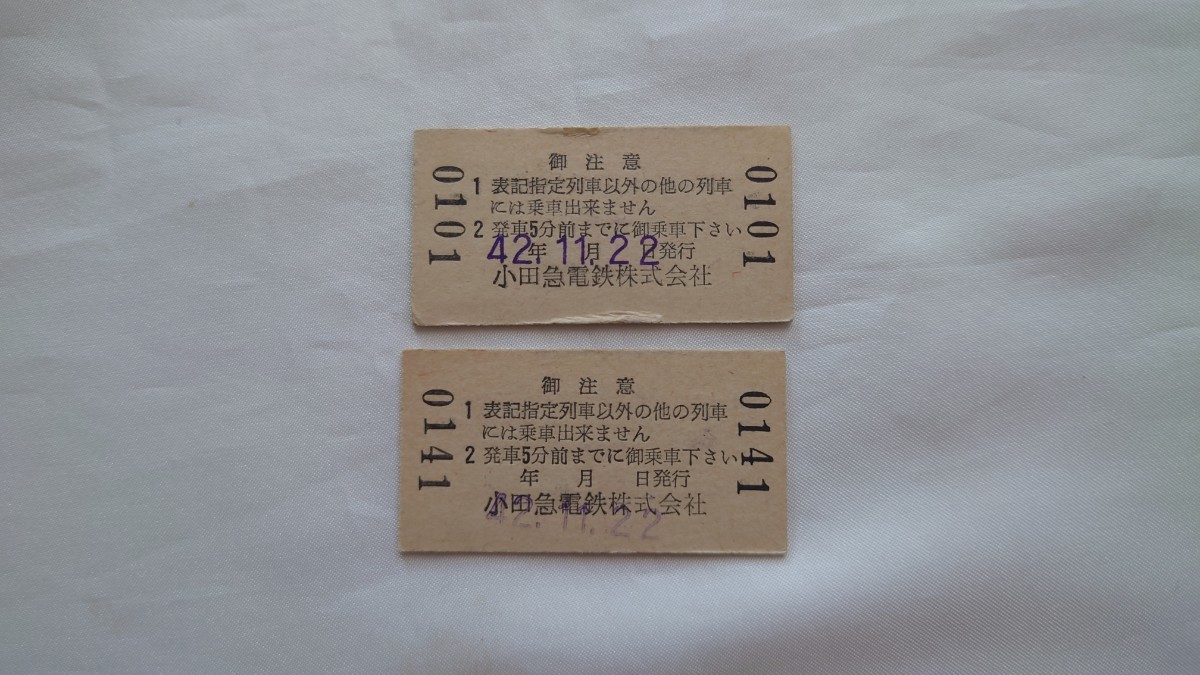 御注意
0101
1 表記指定列車以外の他の列車
には乗車出来ません
2 発車5分前までに御乗車下さい
年 月 日発行
42.11.22
小田急電鉄株式会社
0101
御注意
0141
1 表記指定列車以外の他の列車
には乗車出来ません
2 発車5分前までに御乗車下さい
年 月 日発行
小田急電鉄株式会社
42.11.22
0141